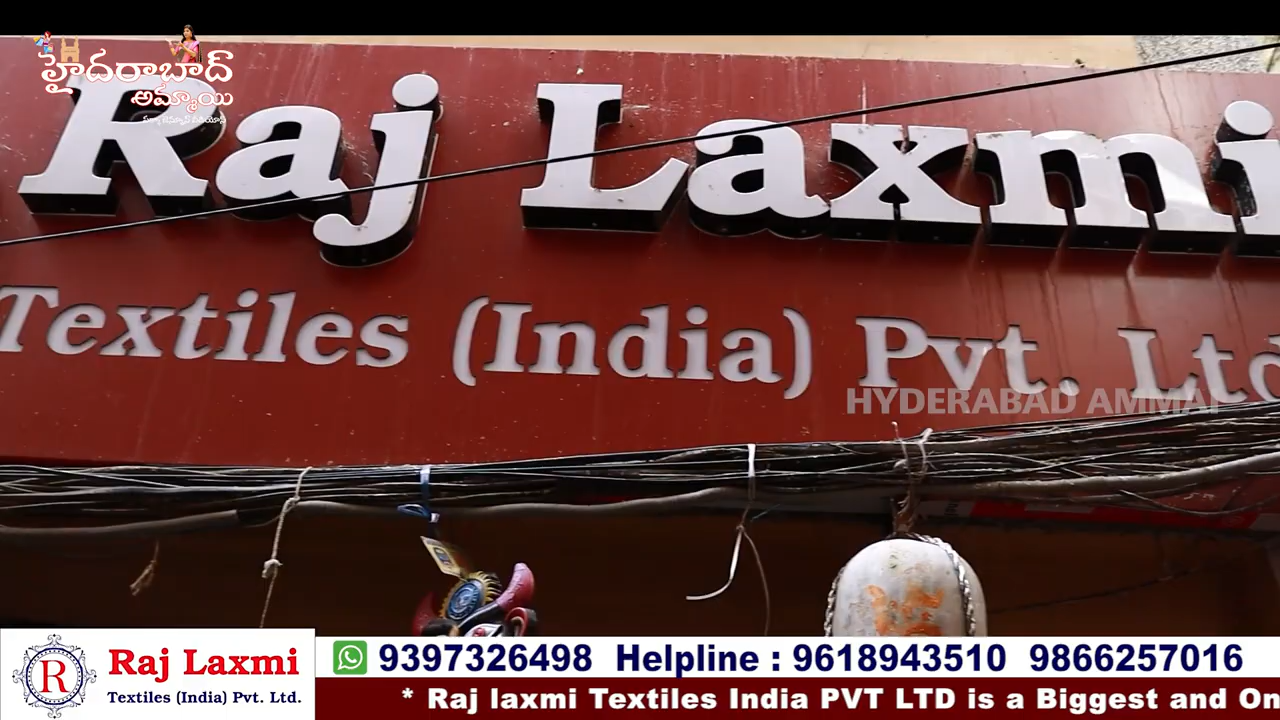 హైదరాబాద్
అమ్మాయి
Raj Laxmi
Textiles (India) Pvt. Ltd
HYDERABAD AMMAI
R
Raj Laxmi
Textiles (India) Pvt. Ltd.
9397326498 Helpline : 9618943510 9866257016
* Raj laxmi Textiles India PVT LTD is a Biggest and On